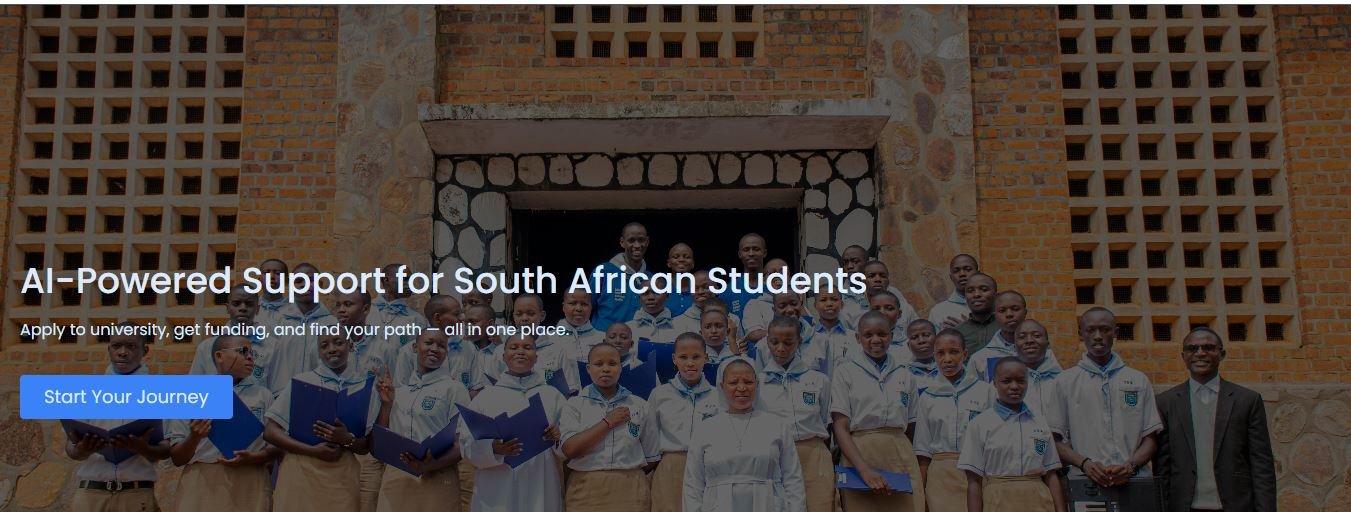 AI-Powered Support for South African Students
Apply to university, get funding, and find your path — all in one place.
Start Your Journey